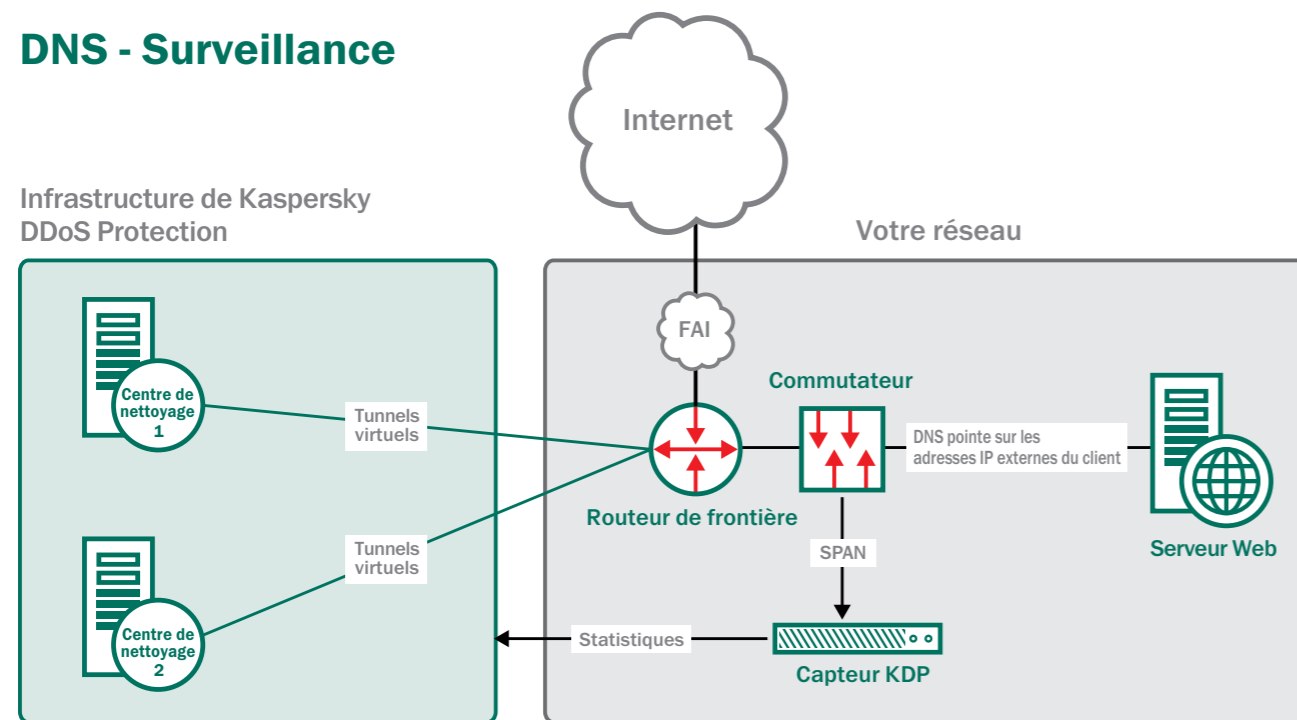 DNS - Surveillance
Internet
Infrastructure de Kaspersky
DDoS Protection
Votre réseau
FAI
Commutateur
Centre de
nettoyage
1
Tunnels
virtuels
DNS pointe sur les
adresses IP externes du client
Routeur de frontière
SPAN
Serveur Web
Tunnels
virtuels
Centre de
nettoyage
2
Statistiques
Capteur KDP